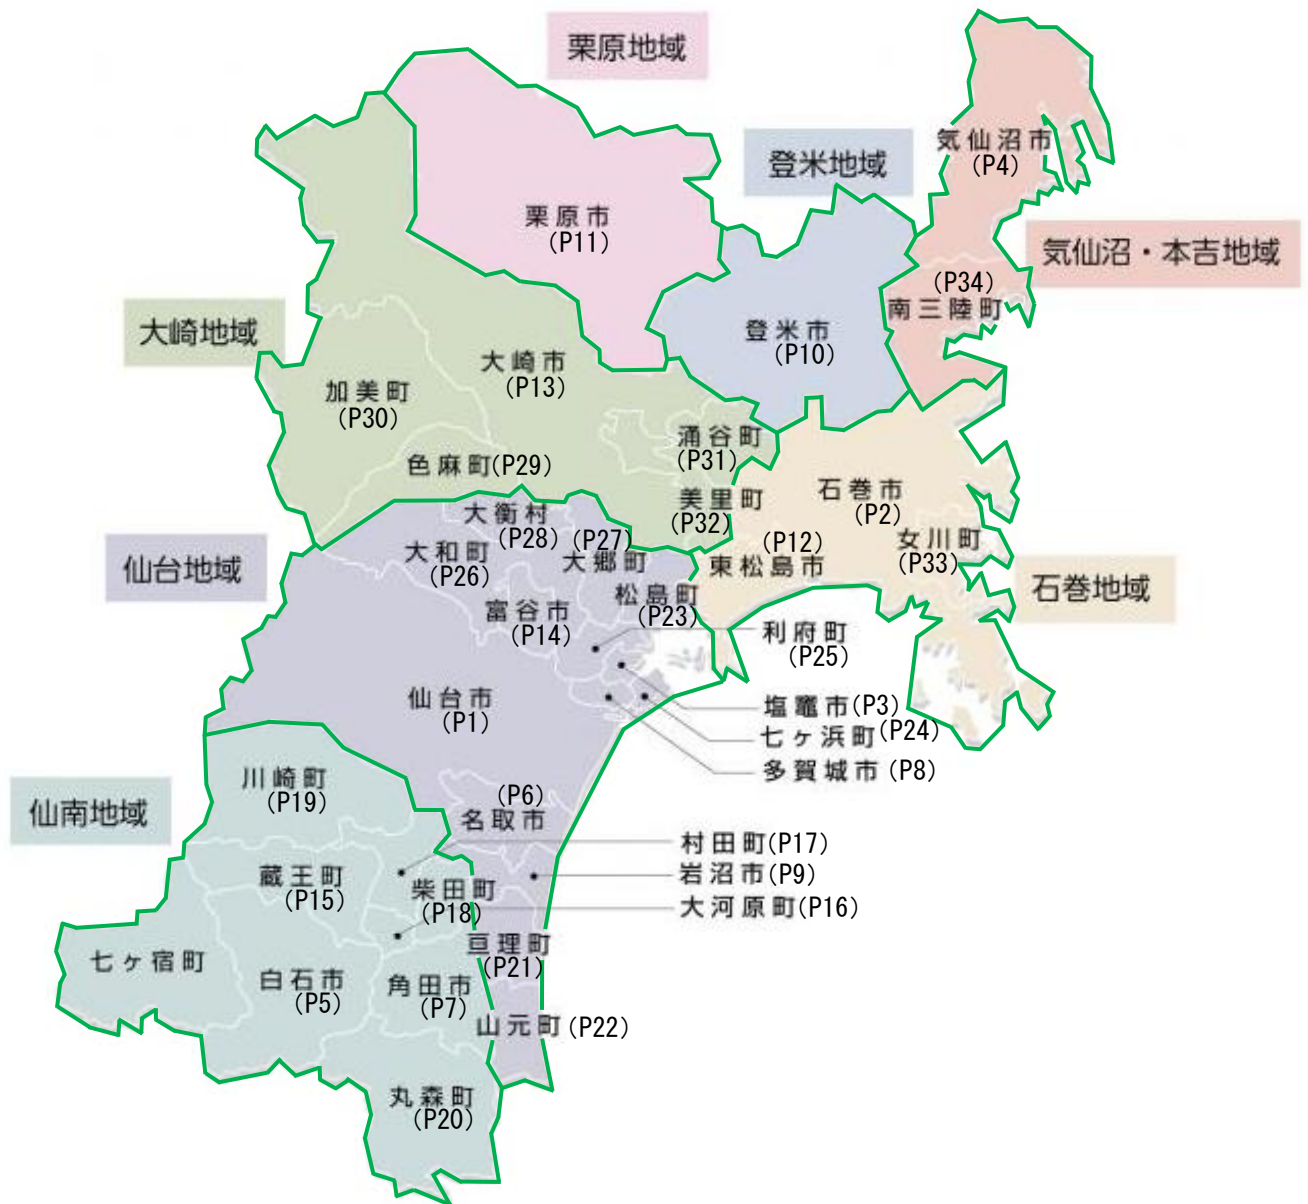 栗原地域
気仙沼市
(P4)
登米地域
栗原市
(P11)
気仙沼・本吉地域
(P34)
南三陸町
大崎地域
登米市
(P10)
大崎市
(P13)
加美町
(P30)
涌谷町
(P31)
色麻町(P29)
石巻市
(P2)
美里町
(P32)
大衡村
(P28)
(P27)
大郷町
(P12)
東松島市
女川町
(P33)
仙台地域
大和町
(P26)
石巻地域
松島町
(P23)
富谷市
(P14)
利府町
(P25)
仙台市
(P1)
塩竈市(P3)
七ヶ浜町(P24)
多賀城市(P8)
川崎町
(P19)
(P6)
名取市
仙南地域
村田町(P17)
岩沼市(P9)
大河原町(P16)
蔵王町
(P15)
柴田町
(P18)
亘理町
(P21)
七ヶ宿町
白石市
(P5)
角田市
(P7)
山元町(P22)
丸森町
(P20)